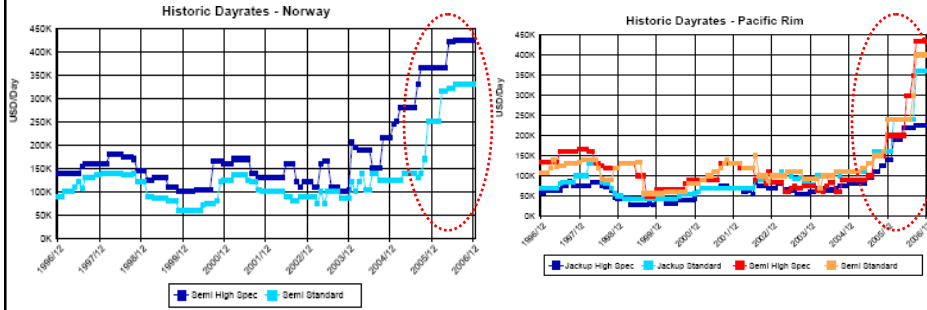 Historic Dayrates - Norway
USD/Day
450K
400K
350K
300K
250K
200K
150K
100K
50K
0K
1996/12
1997/12
1998/12
1999/12
2000/12
2001/12
2002/12
2003/12
2004/12
2005/12
2006/12
Semi High Spec
Semi Standard
Historic Dayrates - Pacific Rim
USD/Day
450K
400K
350K
300K
250K
200K
150K
100K
50K
0K
1996/12
1997/12
1998/12
1999/12
2000/12
2001/12
2002/12
2003/12
2004/12
2005/12
2006/12
Jackup High Spec
Jackup Standard
Semi High Spec
Semi Standard